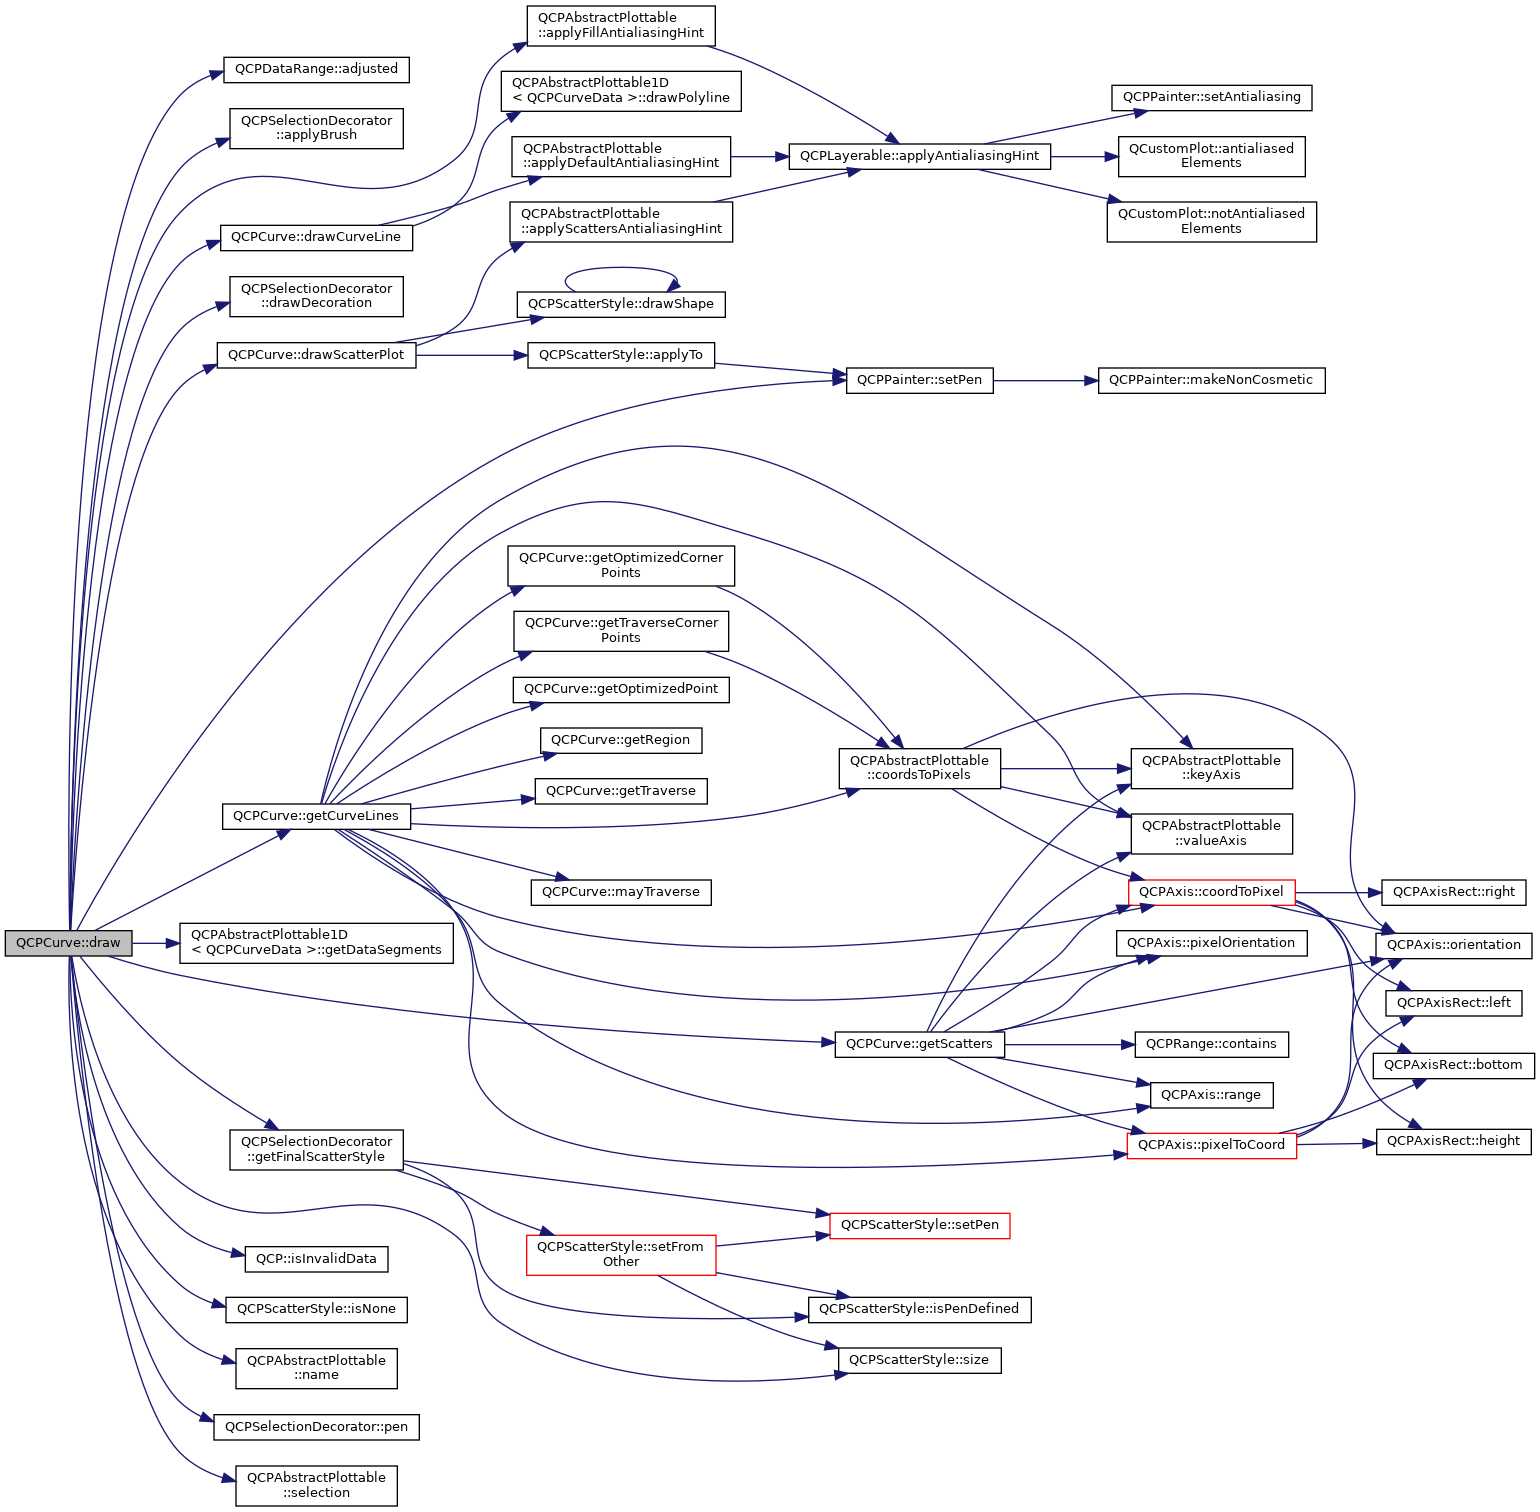 QCPCurve::draw
QCPDataRange::adjusted
QCPSelectionDecorator
::applyBrush
QCPAbstractPlottable
::applyFillAntialiasingHint
QCPAbstractPlottable1D
< QCPCurveData >::drawPolyline
QCPAbstractPlottable
::applyDefaultAntialiasingHint
QCPLayerable::applyAntialiasingHint
QCPPainter::setAntialiasing
QCustomPlot::antialiased
Elements
QCustomPlot::notAntialiased
Elements
QCPAbstractPlottable
::applyScattersAntialiasingHint
QCPCurve::drawCurveLine
QCPSelectionDecorator
::drawDecoration
QCPScatterStyle::drawShape
QCPCurve::drawScatterPlot
QCPScatterStyle::applyTo
QCPPainter::setPen
QCPPainter::makeNonCosmetic
QCPCurve::getOptimizedCorner
Points
QCPCurve::getTraverseCorner
Points
QCPCurve::getOptimizedPoint
QCPCurve::getRegion
QCPCurve::getTraverse
QCPCurve::getCurveLines
QCPCurve::mayTraverse
QCPAbstractPlottable
::coordsToPixels
QCPAbstractPlottable
::keyAxis
QCPAbstractPlottable
::valueAxis
QCPAxis::coordToPixel
QCPAxisRect::right
QCPAxis::pixelOrientation
QCPAxis::orientation
QCPAxisRect::left
QCPAbstractPlottable1D
< QCPCurveData >::getDataSegments
QCPCurve::getScatters
QCPRange::contains
QCPAxisRect::bottom
QCPAxis::range
QCPAxis::pixelToCoord
QCPAxisRect::height
QCPSelectionDecorator
::getFinalScatterStyle
QCPScatterStyle::setPen
QCPScatterStyle::setFrom
Other
QCP::isInvalidData
QCPScatterStyle::isNone
QCPScatterStyle::isPenDefined
QCPScatterStyle::size
QCPAbstractPlottable
::name
QCPSelectionDecorator::pen
QCPAbstractPlottable
::selection